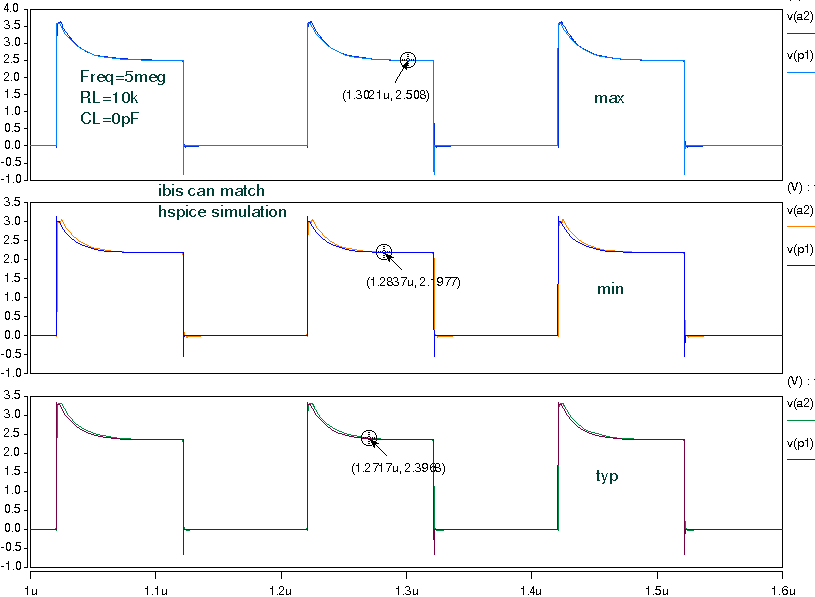 4.0
v(a2)
3.5
3.0
v(p1)
2.5
Freq=5meg
2.0
RL=10k
(1.3021u, 2.508)
max
1.5
CL=0pF
1.0
0.5
0.0
-0.5
-1.0
ibis can match
(V) :
3.5
hspice simulation
v(a2)
3.0
2.5
v(p1)
2.0
(1.2837u, 2.1977)
min
1.5
1.0
0.5
0.0
-0.5
-1.0
(V) :
3.5
v(a2)
3.0
2.5
v(p1)
2.0
(1.2717u, 2.3968)
typ
1.5
1.0
0.5
0.0
-0.5
-1.0
1u 1.1u 1.2u 1.3u 1.4u 1.5u 1.6u